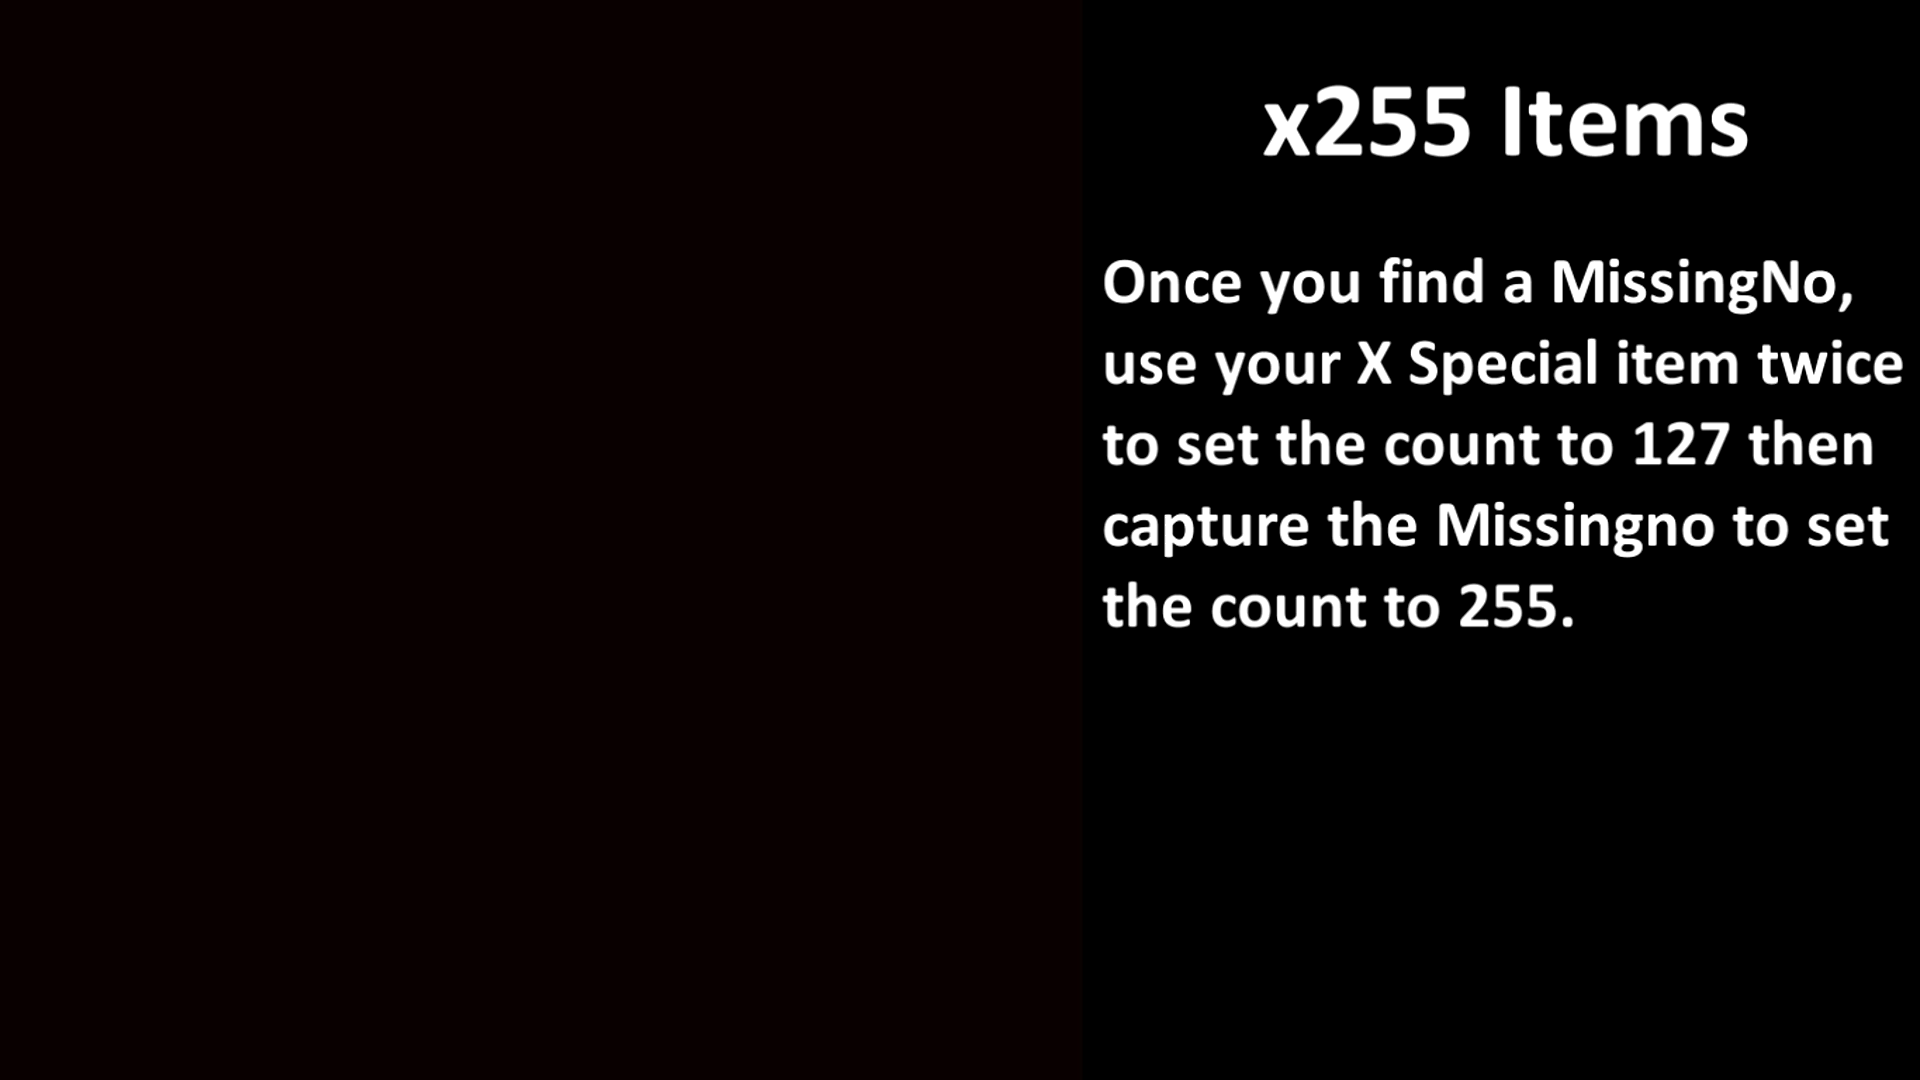 x255 Items
Once you find a MissingNo,
use your X Special item twice
to set the count to 127 then
capture the Missingno to set
the count to 255.